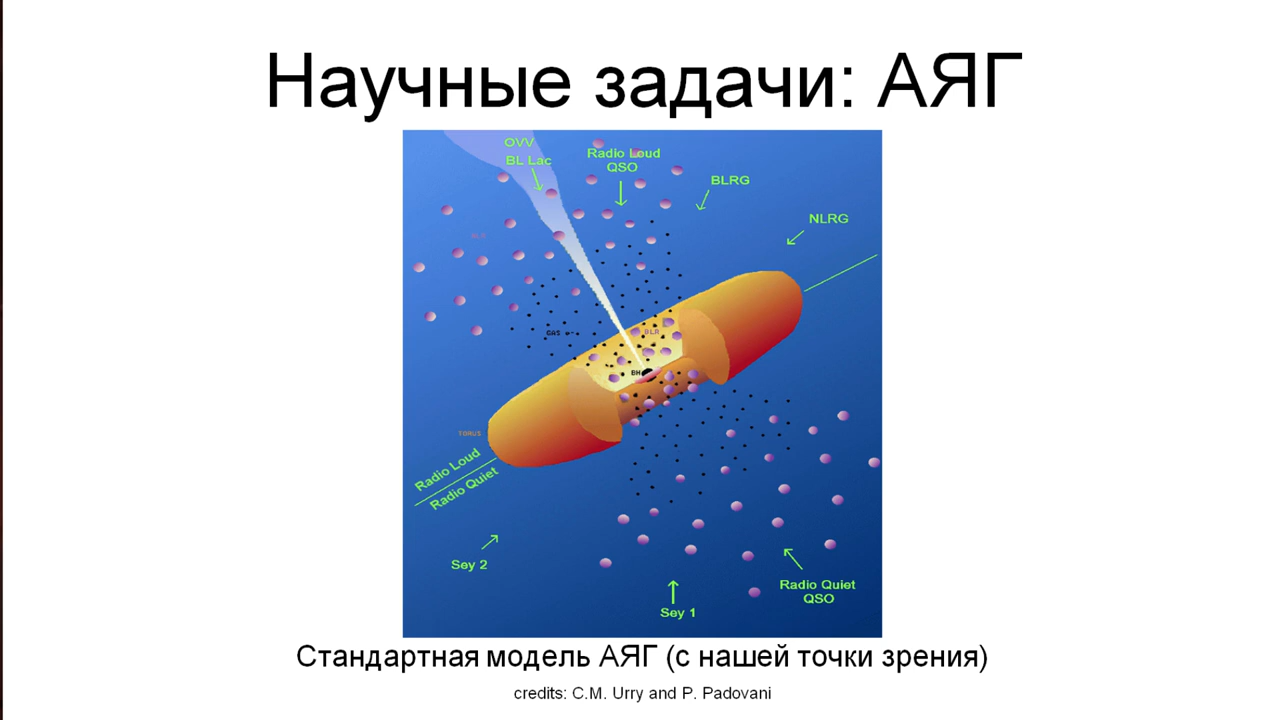 Научные задачи: АЯГ
OVV
BL Lac
Radio Loud
QSO
BLRG
NLRG
GAS
BLR
BH
TORUS
Radio Loud
Radio Quiet
Sey 2
Sey 1
Radio Quiet
QSO
Стандартная модель АЯГ (с нашей точки зрения)
credits: C.M. Urry and P. Padovani